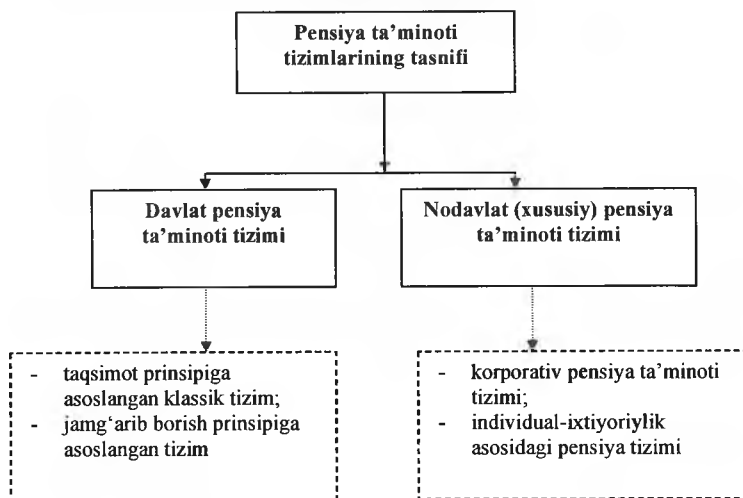 Pensiya ta’minoti
tizimlarining tasnifi
Davlat pensiya
ta’minoti tizimi
Nodavlat (xususiy) pensiya
ta’minoti tizimi
- taqsimot prinsipiga
asoslangan klassik tizim;
- jamg‘arib borish prinsipiga
asoslangan tizim
- korporativ pensiya ta’minoti
tizimi;
- individual-ixtiyoriylik
asosidagi pensiya tizimi